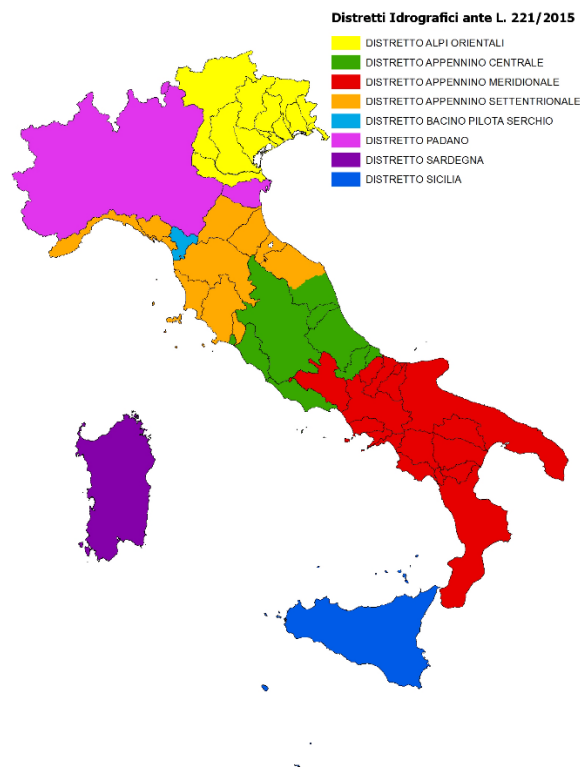 Distretti Idrografici ante L. 221/2015
DISTRETTO ALPI ORIENTALI
DISTRETTO APPENNINO CENTRALE
DISTRETTO APPENNINO MERIDIONALE
DISTRETTO APPENNINO SETTENTRIONALE
DISTRETTO BACINO PILOTA SERCHIO
DISTRETTO PADANO
DISTRETTO SARDEGNA
DISTRETTO SICILIA